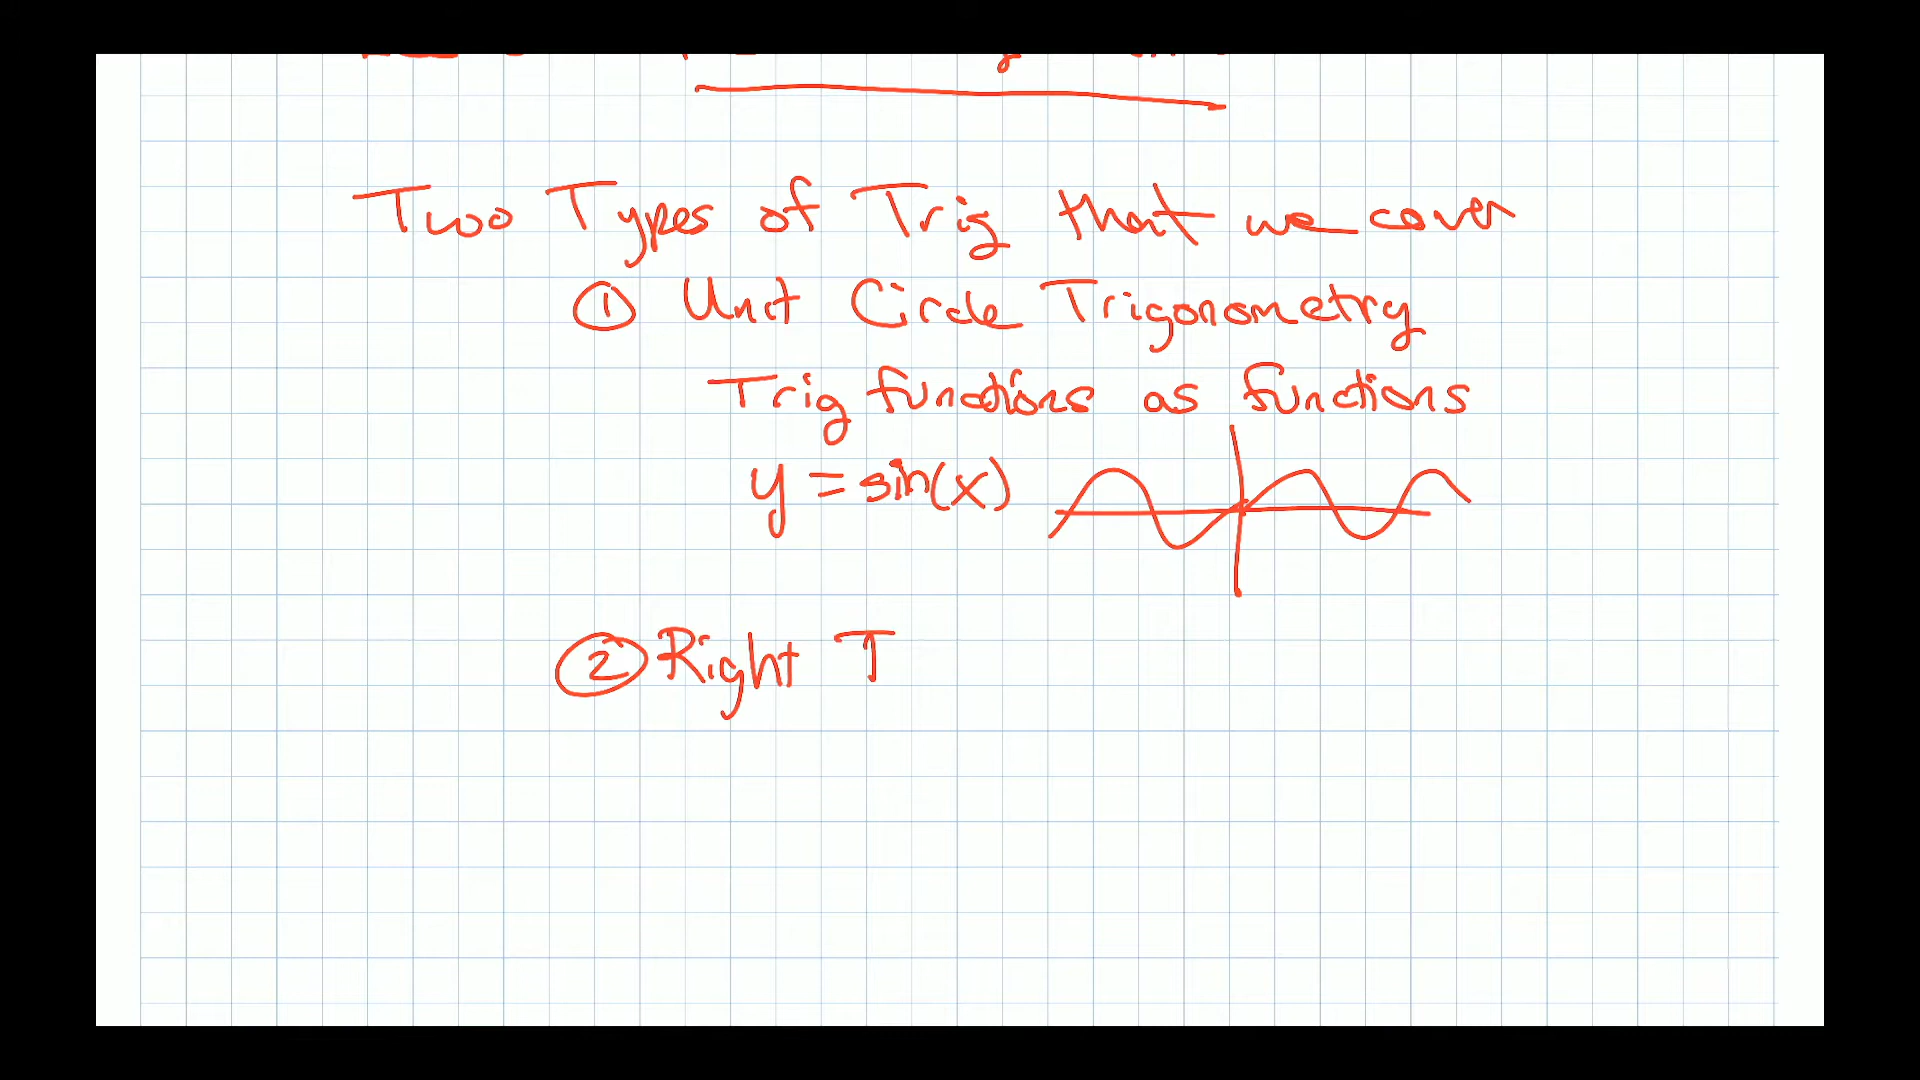 Two Types of Trig that we cover
① Unit Circle Trigonometry
Trig functions as functions
y = sin(x)
② Right T